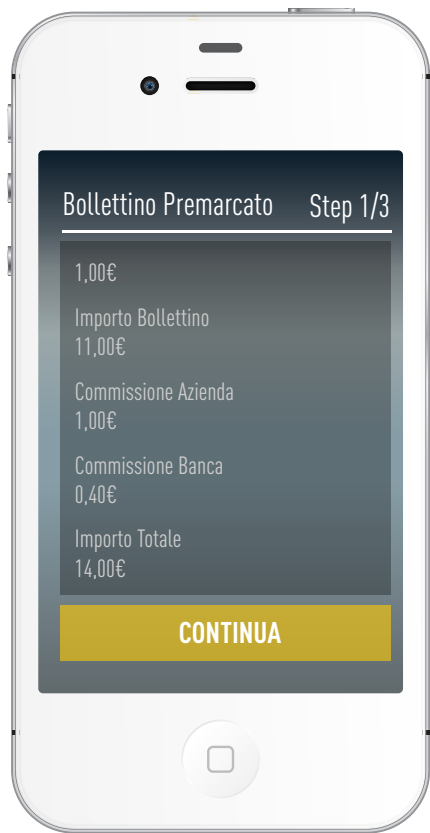 Bollettino Premarcato
Step 1/3
1,00€
Importo Bollettino
11,00€
Commissione Azienda
1,00€
Commissione Banca
0,40€
Importo Totale
14,00€
CONTINUA